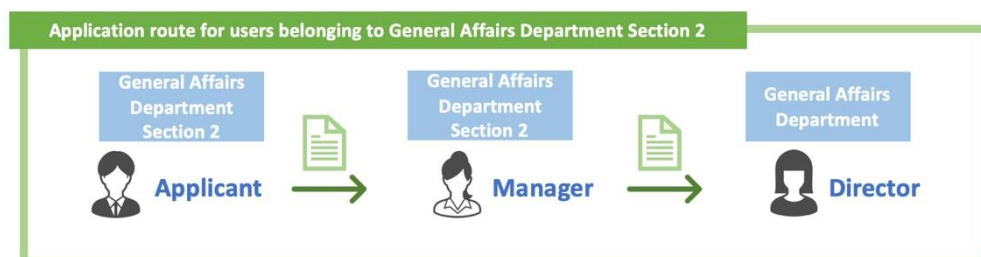 Application route for users belonging to General Affairs Department Section 2
General Affairs
Department
Section 2
Applicant
General Affairs
Department
Section 2
Manager
General Affairs
Department
Director